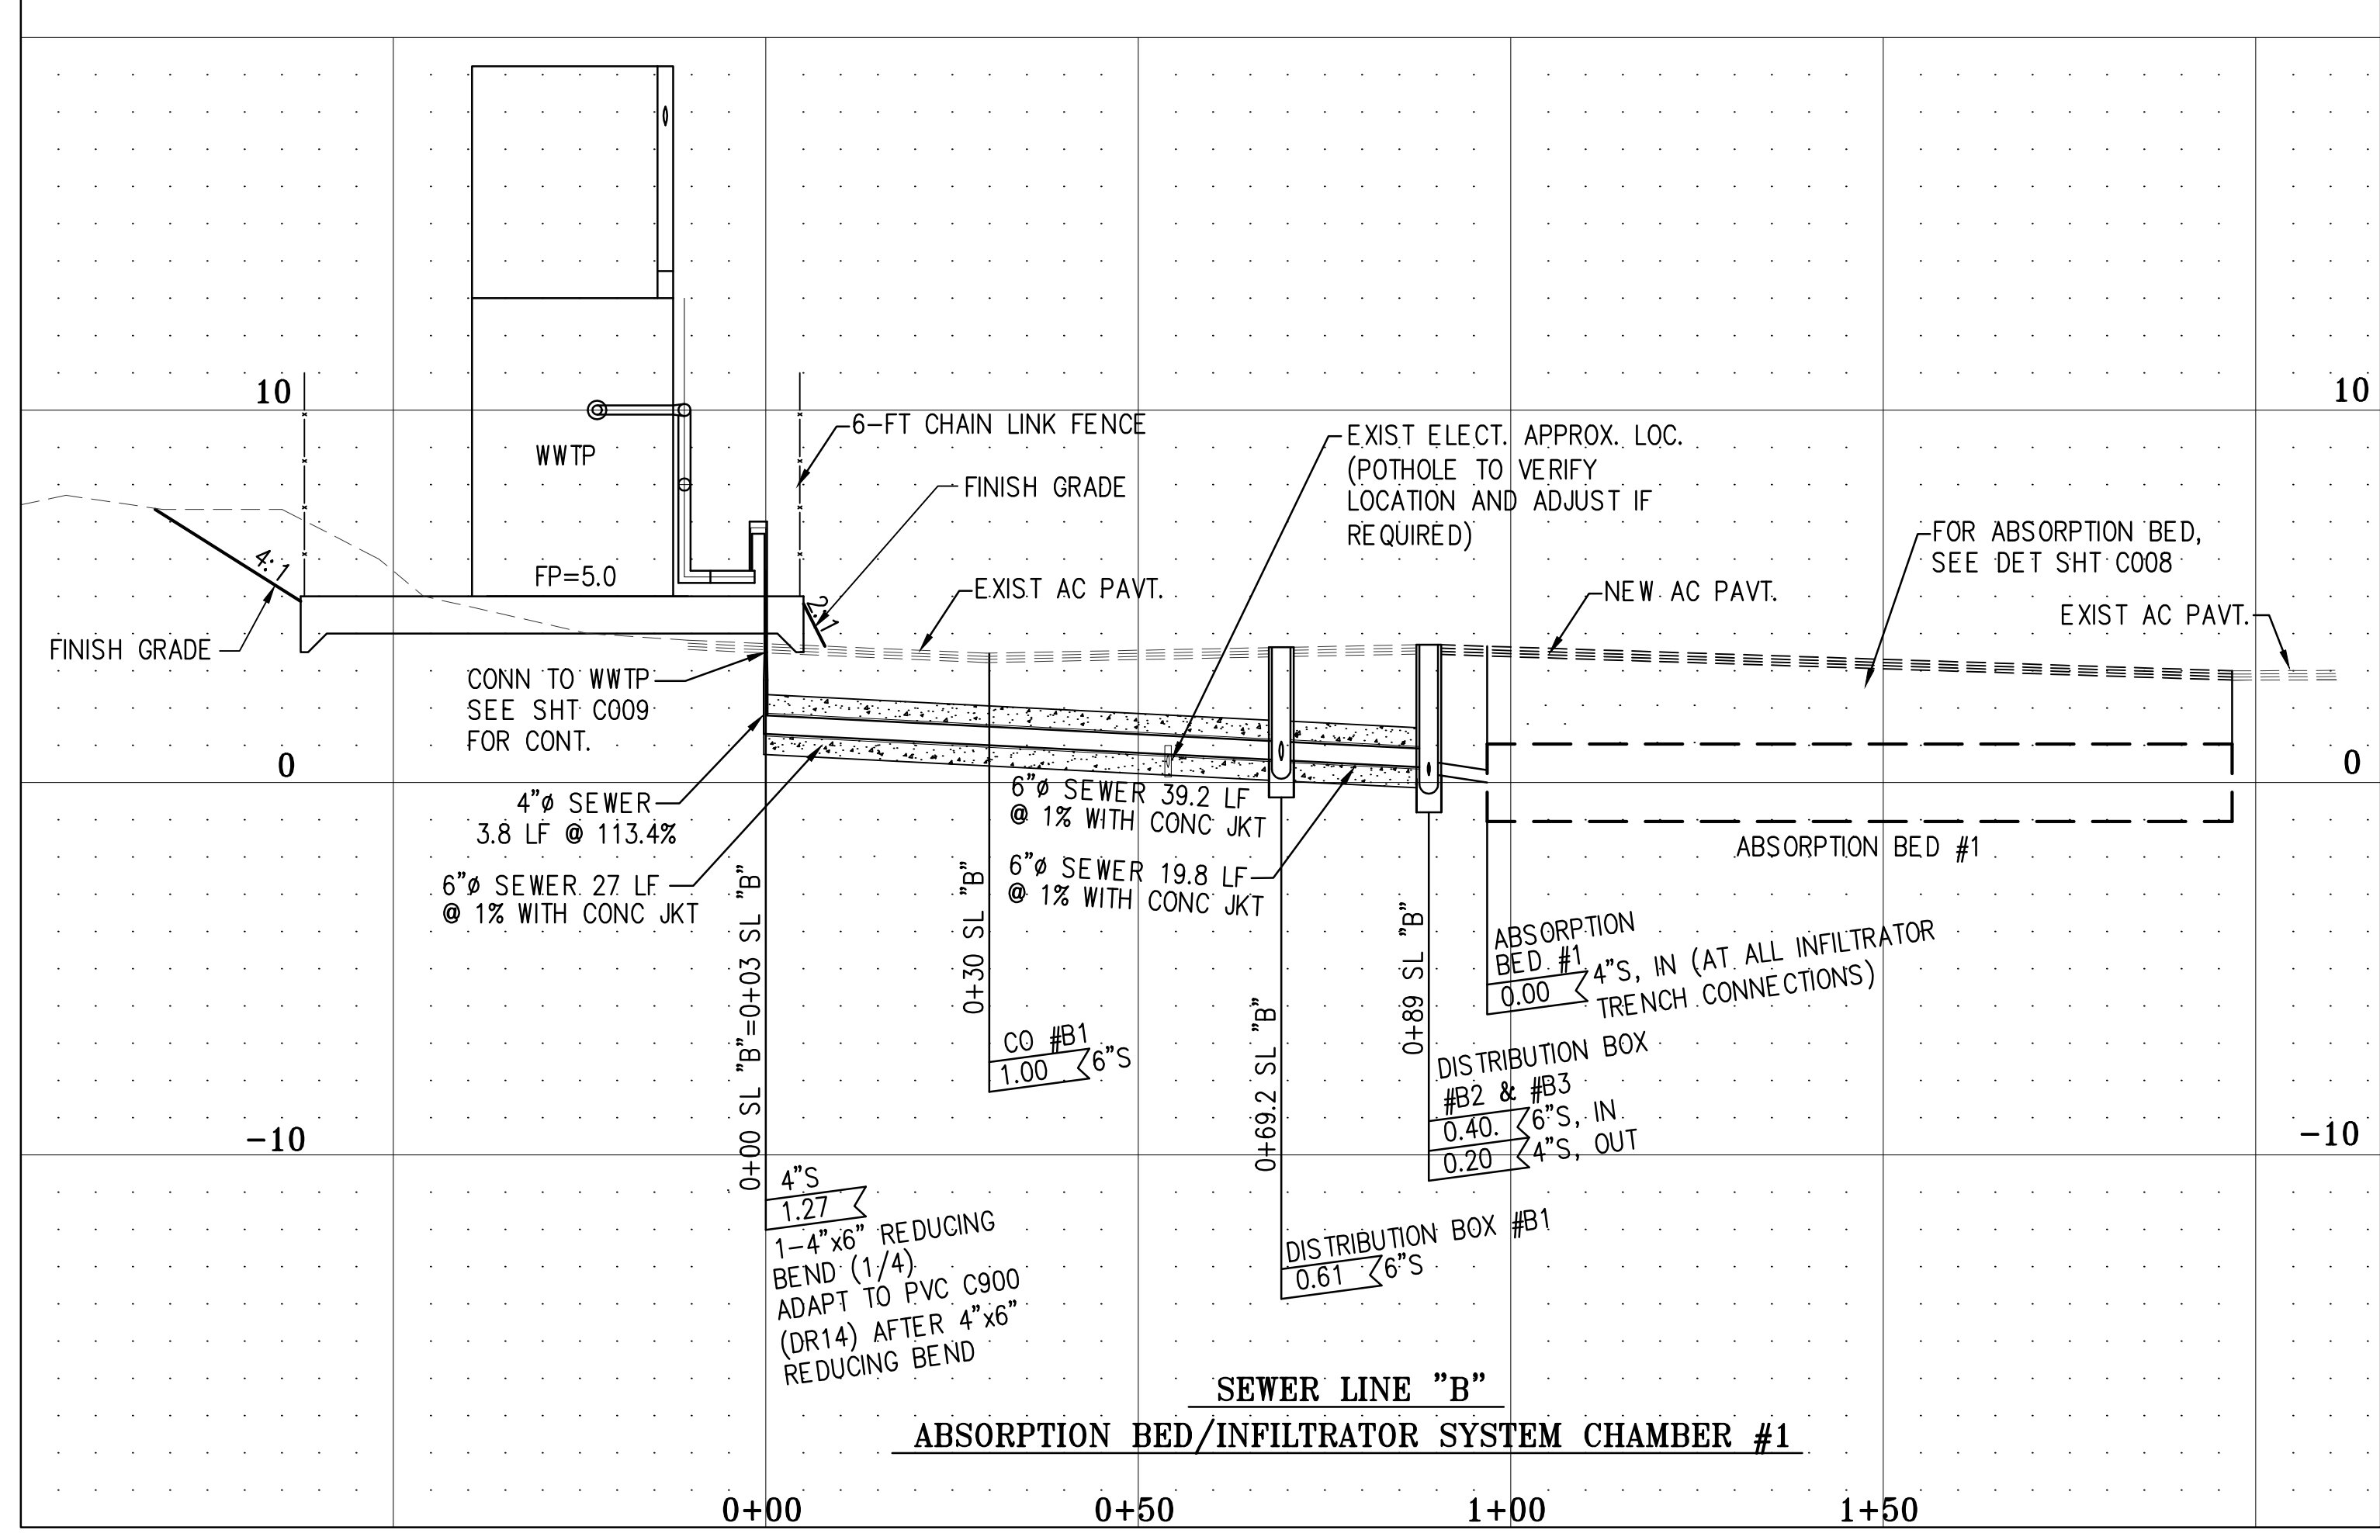 10
10
6-FT CHAIN LINK FENCE
EXIST ELECT. APPROX. LOC.
(POTHOLE TO VERIFY
LOCATION AND ADJUST IF
REQUIRED)
WWTP
FINISH GRADE
FOR ABSORPTION BED,
SEE DET SHT C008
4:1
FP=5.0
2:1
EXIST AC PAVT.
NEW AC PAVT.
EXIST AC PAVT.
FINISH GRADE
CONN TO WWTP
SEE SHT C009
FOR CONT.
0
0
4"ø SEWER
3.8 LF @ 113.4%
6"ø SEWER 39.2 LF
@ 1% WITH CONC JKT
ABSORPTION BED #1
6"ø SEWER 27 LF
@ 1% WITH CONC JKT
6"ø SEWER 19.8 LF
@ 1% WITH CONC JKT
0+00 SL "B"=0+03 SL "B"
0+30 SL "B"
0+69.2 SL "B"
0+89 SL "B"
ABSORPTION
BED #1
0.00 4"S, IN (AT ALL INFILTRATOR
TRENCH CONNECTIONS)
CO #B1
1.00 6"S
DISTRIBUTION BOX
#B2 & #B3
0.40 6"S, IN
0.20 4"S, OUT
-10
-10
4"S
1.27
1-4"x6" REDUCING
BEND (1/4)
ADAPT TO PVC C900
(DR14) AFTER 4"x6"
REDUCING BEND
DISTRIBUTION BOX #B1
0.61 6"S
SEWER LINE "B"
ABSORPTION BED/INFILTRATOR SYSTEM CHAMBER #1
0+00
0+50
1+00
1+50